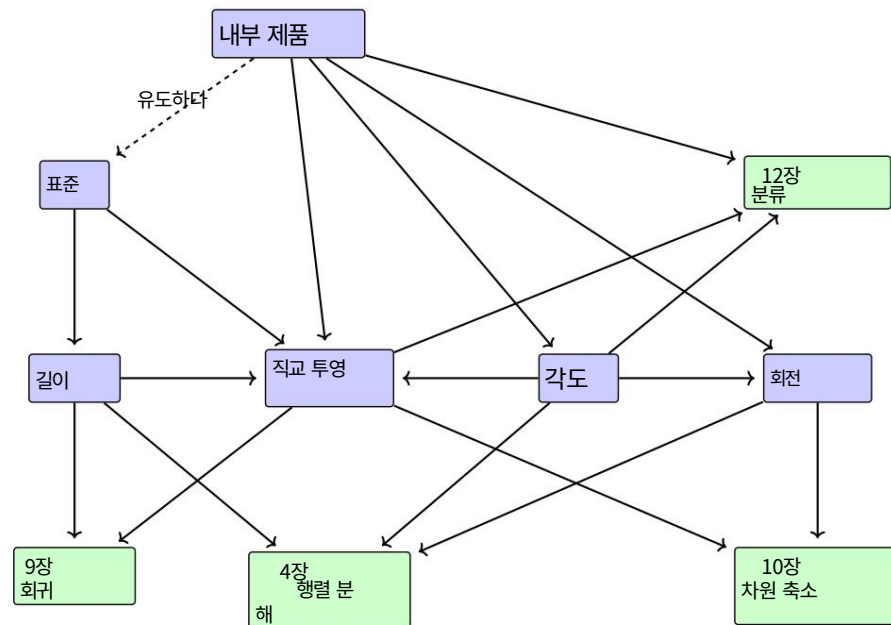 내부 제품
유도하다
표준
12장
분류
길이
직교 투영
각도
회전
9장
회귀
4장
행렬 분
해
10장
차원 축소